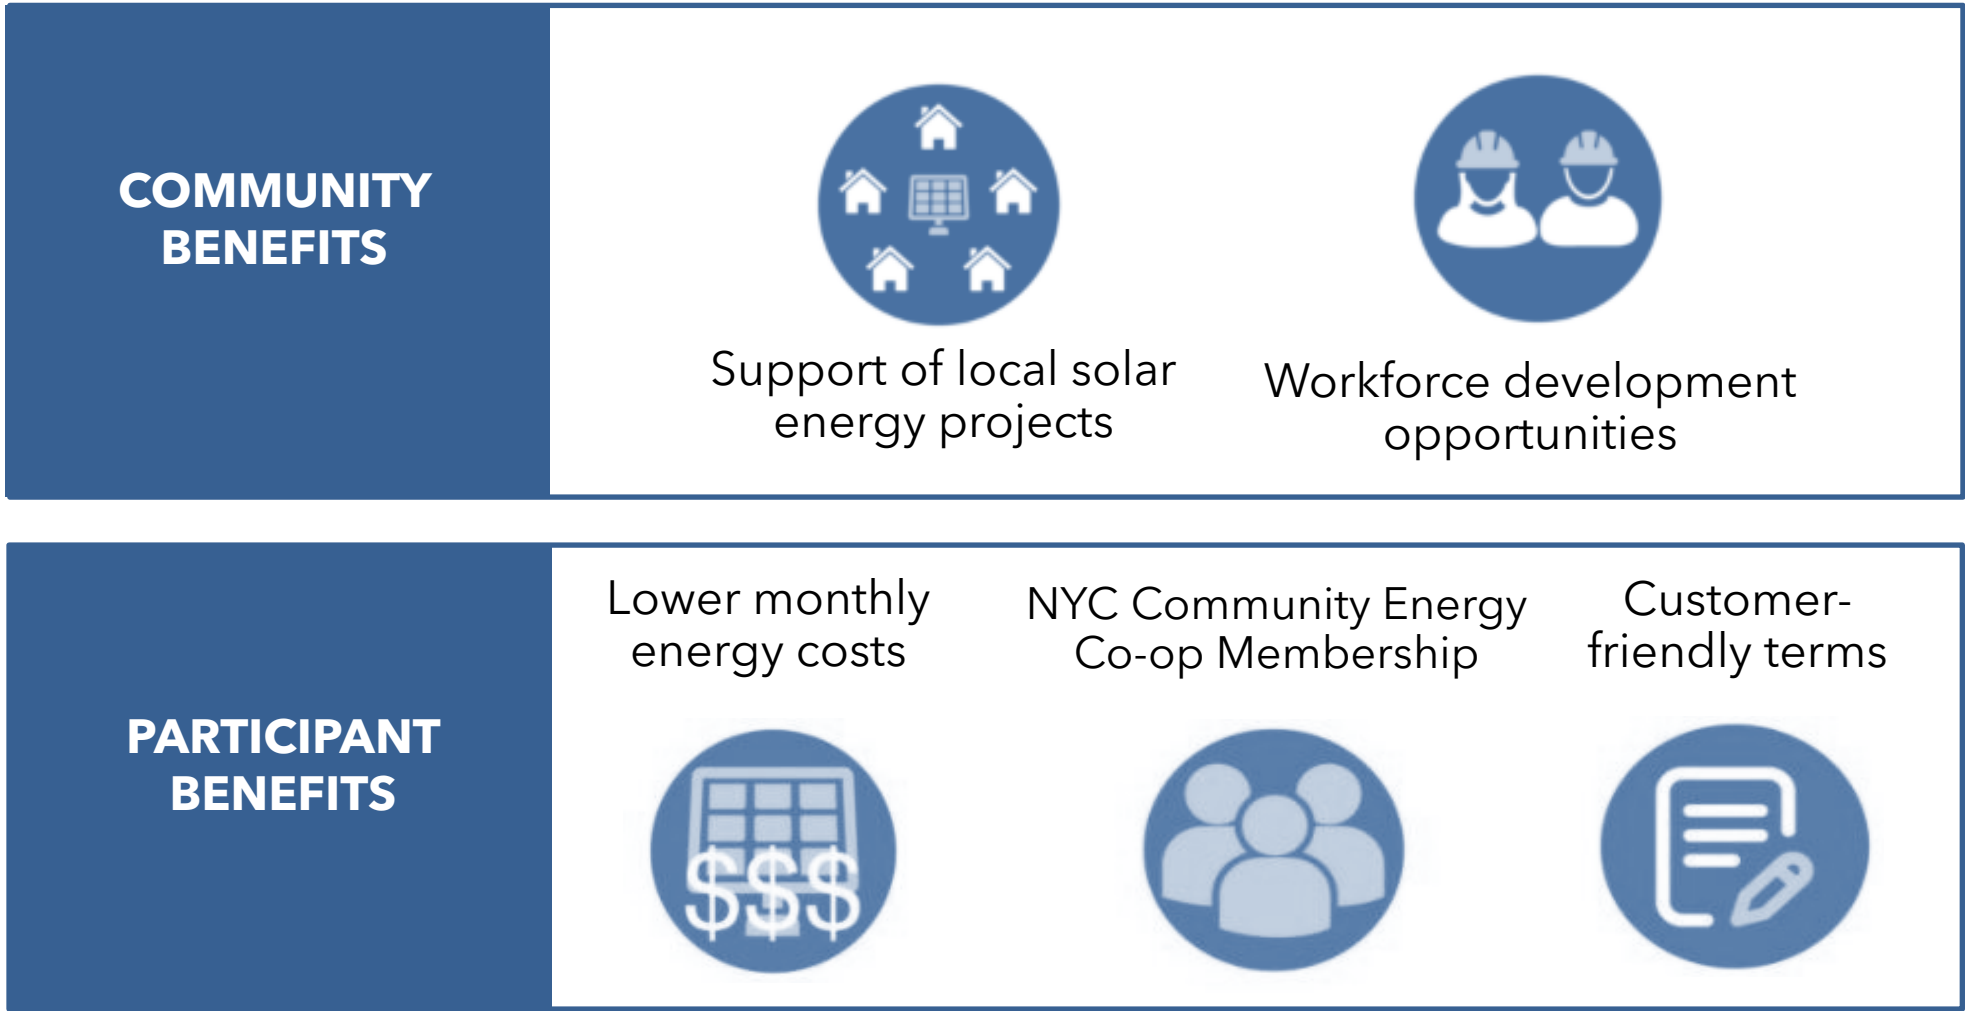 COMMUNITY
BENEFITS
Support of local solar
energy projects
Workforce development
opportunities
PARTICIPANT
BENEFITS
Lower monthly
energy costs
NYC Community Energy
Co-op Membership
Customer-
friendly terms
$$$